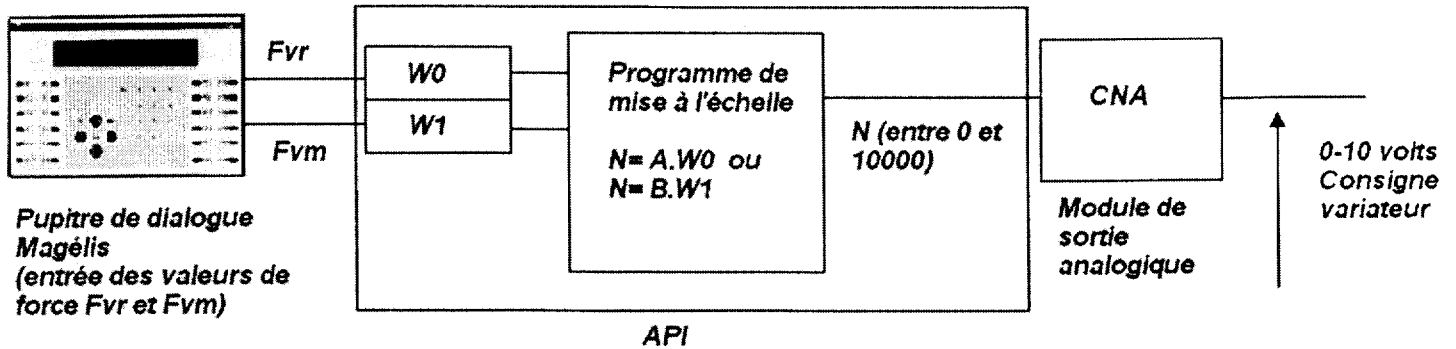 Fvr
Fvm
W0
W1
Programme de
mise à l'échelle
N= A.W0 ou
N= B.W1
N (entre 0 et
10000)
CNA
0-10 volts
Consigne
variateur
Pupitre de dialogue
Magélis
(entrée des valeurs de
force Fvr et Fvm)
Module de
sortie
analogique
API